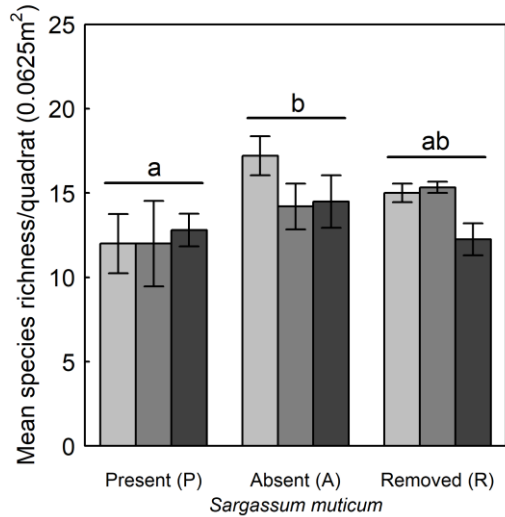 Mean species richness/quadrat (0.0625m²)
25
20
15
10
5
0
a
b
ab
Present (P)
Absent (A)
Removed (R)
Sargassum muticum